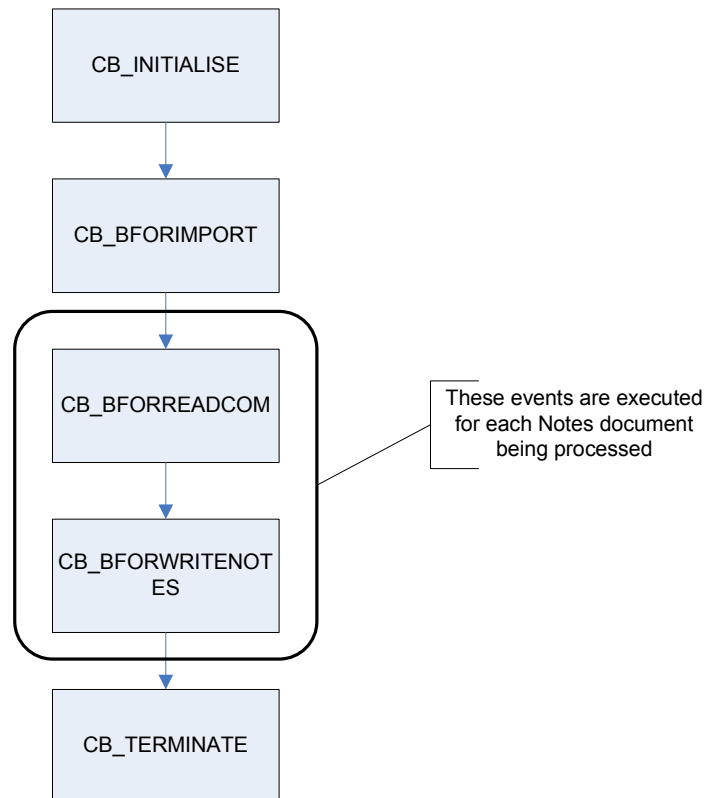 CB_INITIALISE
CB_BFORIMPORT
CB_BFORREADCOM
These events are executed
for each Notes document
being processed
CB_BFORWRITENOT
ES
CB_TERMINATE